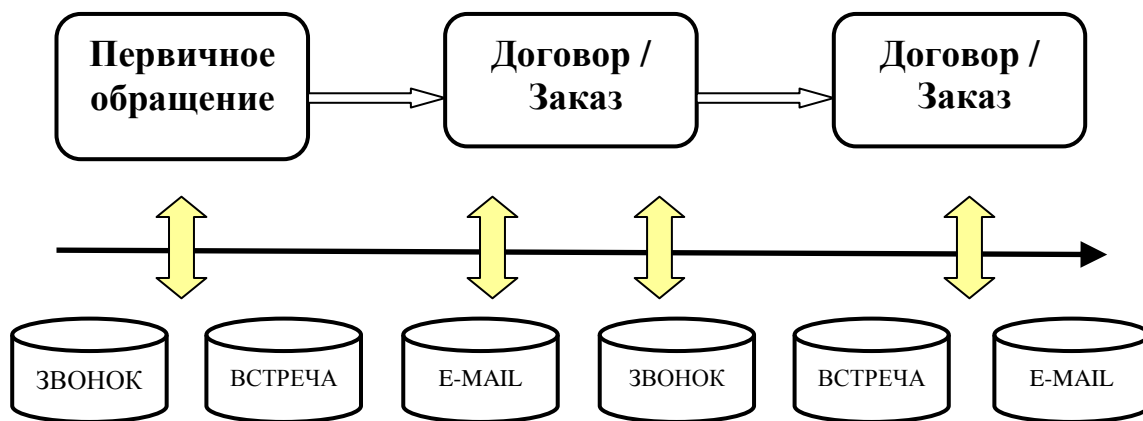 Первичное
обращение
Договор /
Заказ
Договор /
Заказ
ЗВОНОК
ВСТРЕЧА
E-MAIL
ЗВОНОК
ВСТРЕЧА
E-MAIL